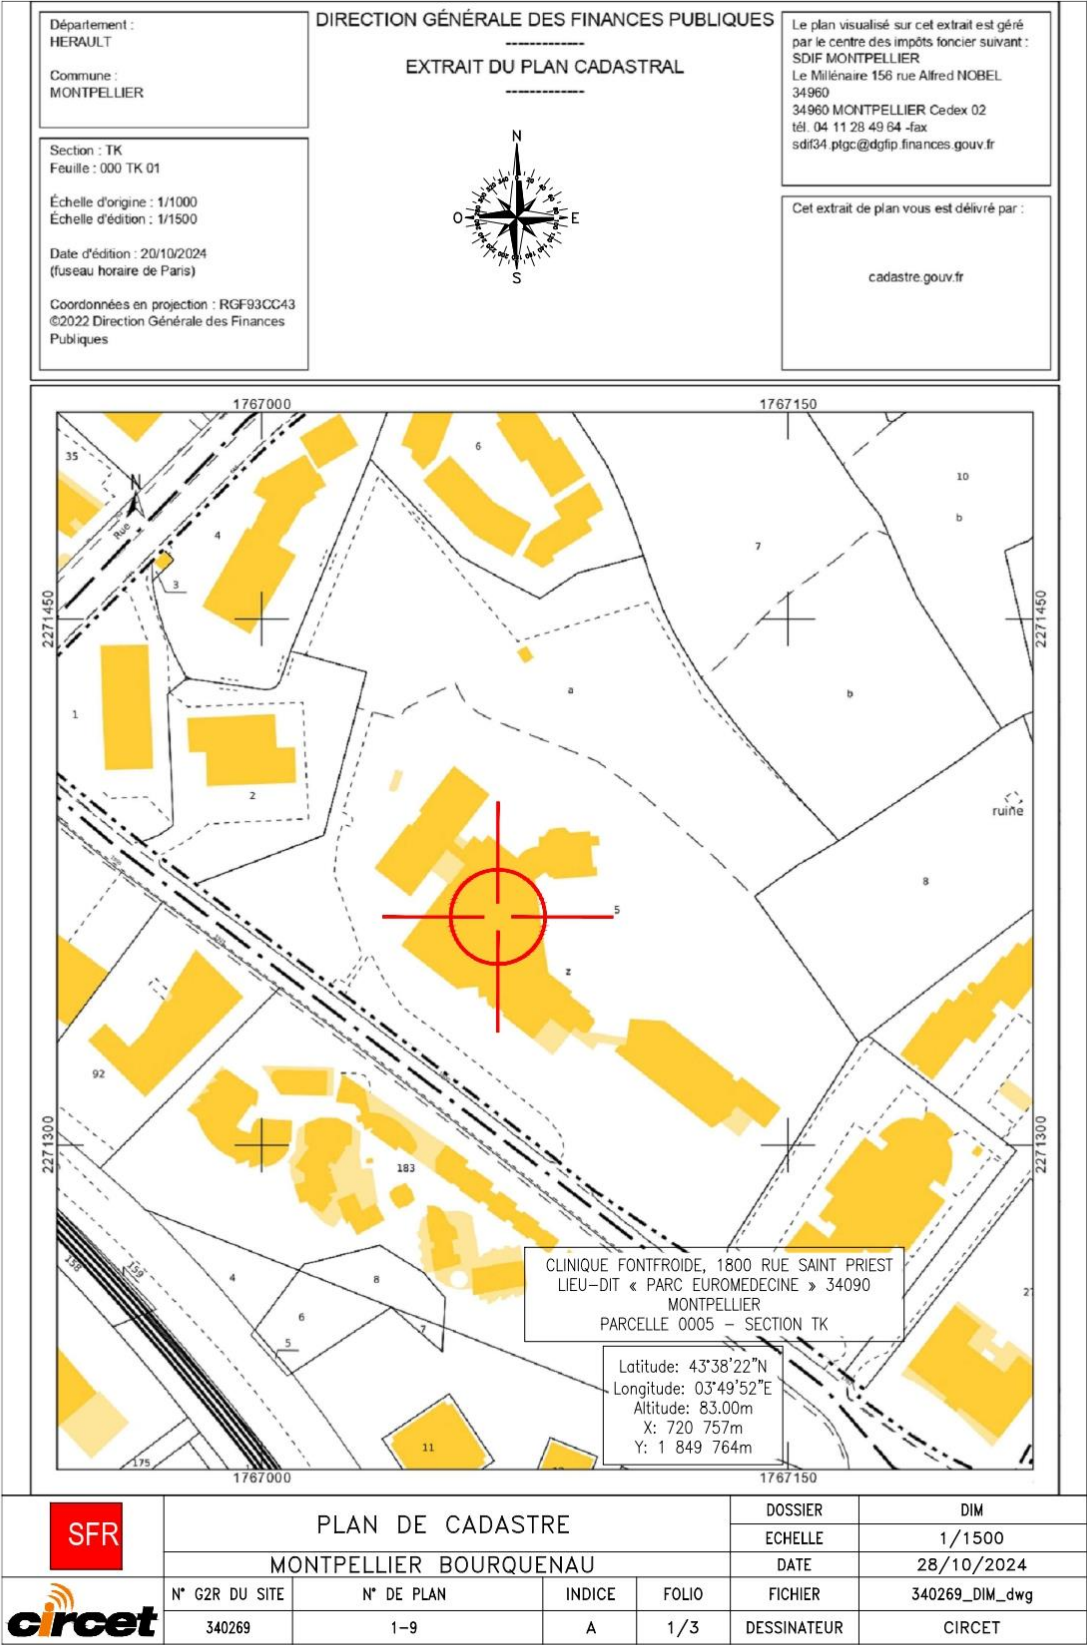 Département :
HERAULT
Commune :
MONTPELLIER
Section : TK
Feuille : 000 TK 01
Échelle d'origine : 1/1000
Échelle d'édition : 1/1500
Date d'édition : 20/10/2024
(fuseau horaire de Paris)
Coordonnées en projection : RGF93CC43
©2022 Direction Générale des Finances
Publiques
DIRECTION GÉNÉRALE DES FINANCES PUBLIQUES
-------------
EXTRAIT DU PLAN CADASTRAL
-------------
N
O
E
S
Le plan visualisé sur cet extrait est géré
par le centre des impôts foncier suivant :
SDIF MONTPELLIER
Le Millénaire 156 rue Alfred NOBEL
34960
34960 MONTPELLIER Cedex 02
tél. 04 11 28 49 64 -fax
sdif34.ptgc@dgfip.finances.gouv.fr
Cet extrait de plan vous est délivré par :
cadastre.gouv.fr
1767000
1767150
35
6
10
N
b
Rue
4
7
3
2271450
2271450
a
b
1
2
ruine
8
5
z
92
2271300
2271300
183
158
159
4
8
6
7
5
CLINIQUE FONTFROIDE, 1800 RUE SAINT PRIEST
LIEU-DIT « PARC EUROMEDECINE » 34090
MONTPELLIER
PARCELLE 0005 - SECTION TK
Latitude: 43°38'22"N
Longitude: 03°49'52"E
Altitude: 83.00m
X: 720 757m
Y: 1 849 764m
11
175
1767000
1767150
SFR
circet
PLAN DE CADASTRE
MONTPELLIER BOURQUENAU
N° G2R DU SITE
N° DE PLAN
INDICE
FOLIO
340269
1-9
A
1/3
DOSSIER
DIM
ECHELLE
1/1500
DATE
28/10/2024
FICHIER
340269_DIM_dwg
DESSINATEUR
CIRCET